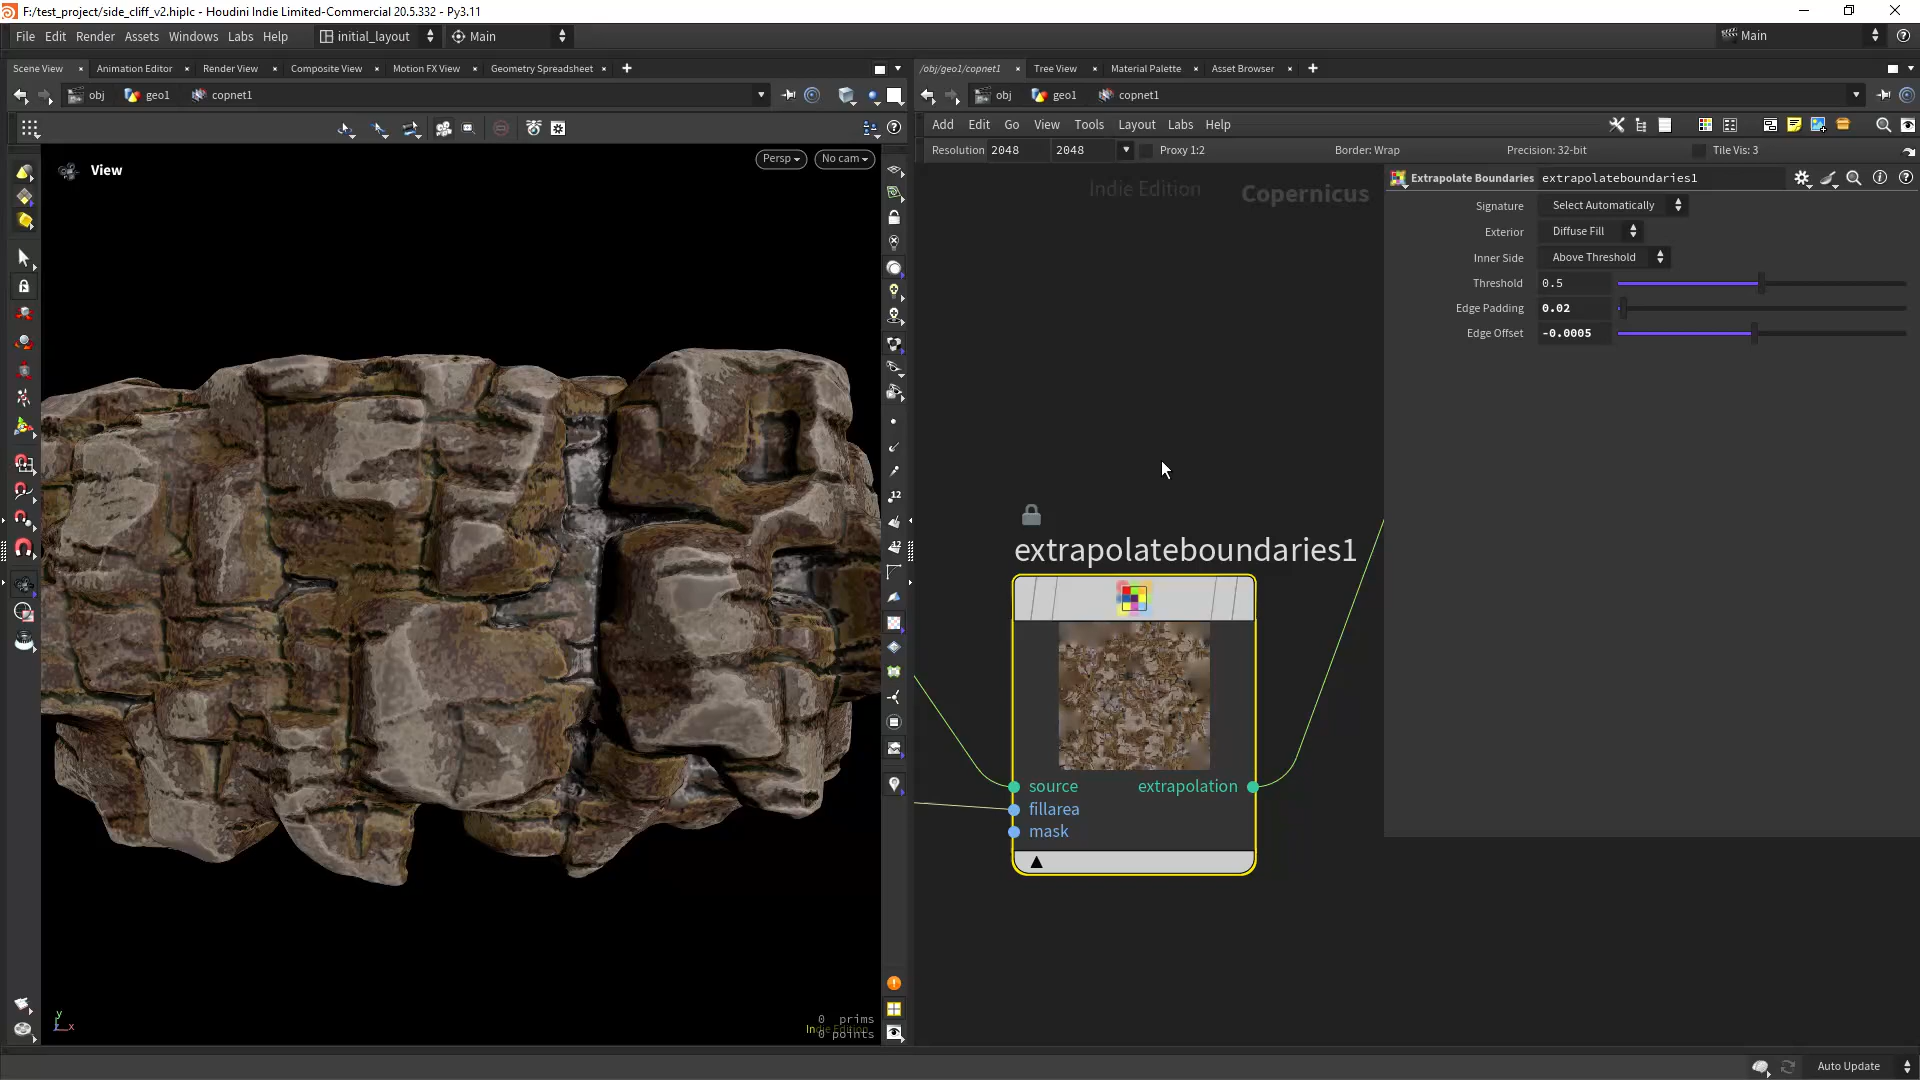 F:/test_project/side_cliff_v2.hiplc - Houdini Indie Limited-Commercial 20.5.332 - Py3.11
File Edit Render Assets Windows Labs Help initial_layout Main Main
Scene View Animation Editor Render View Composite View Motion FX View Geometry Spreadsheet
/obj/geo1/copnet1 Tree View Material Palette Asset Browser
obj geo1 copnet1
obj geo1 copnet1
Add Edit Go View Tools Layout Labs Help
Resolution 2048 2048 Proxy 1:2 Border: Wrap Precision: 32-bit Tile Vis: 3
View
Persp No cam
Indie Edition Copernicus
Extrapolate Boundaries extrapolateboundaries1
Signature Select Automatically
Exterior Diffuse Fill
Inner Side Above Threshold
Threshold 0.5
Edge Padding 0.02
Edge Offset -0.0005
12
12
extrapolateboundaries1
source extrapolation
fillarea
mask
y
x
0 prims
0 points
Auto Update